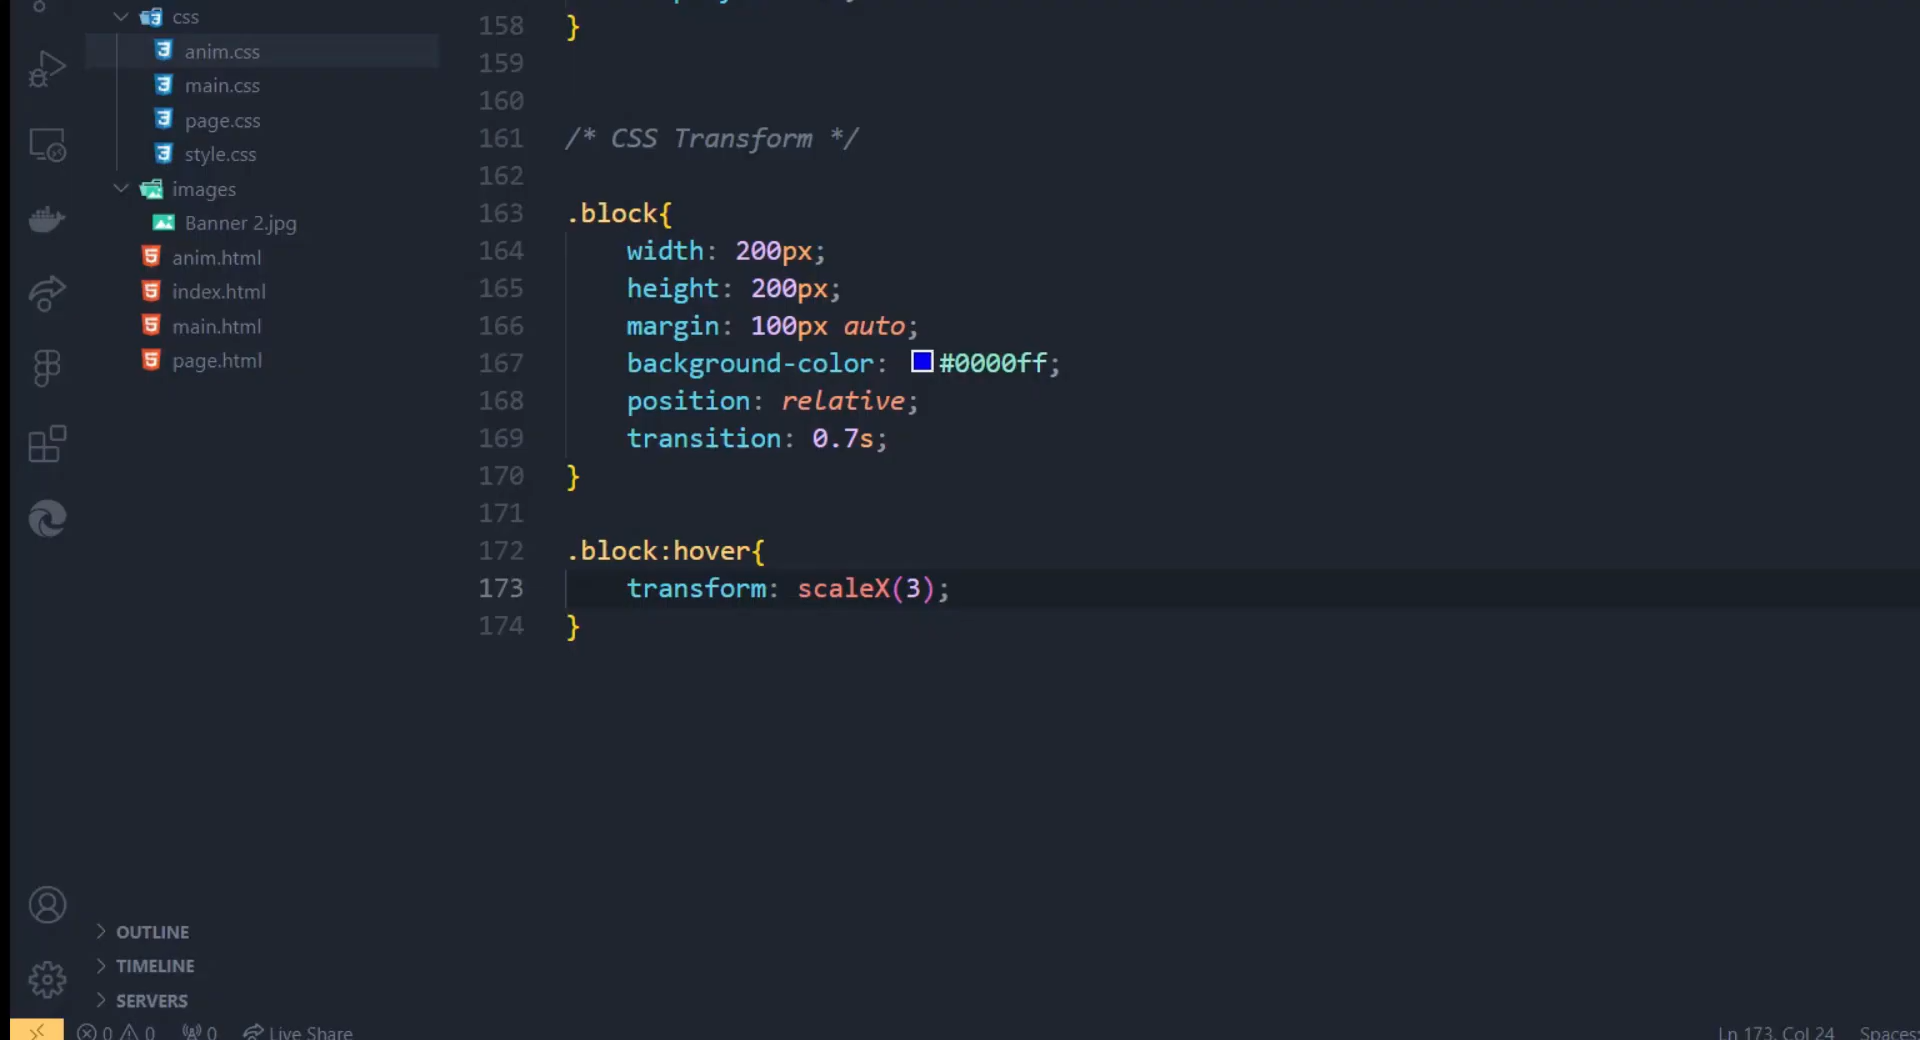 css
anim.css
main.css
page.css
style.css
images
Banner 2.jpg
anim.html
index.html
main.html
page.html
OUTLINE
TIMELINE
SERVERS
158 }
159
160
161 /* CSS Transform */
162
163 .block{
164 width: 200px;
165 height: 200px;
166 margin: 100px auto;
167 background-color: #0000ff;
168 position: relative;
169 transition: 0.7s;
170 }
171
172 .block:hover{
173 transform: scaleX(3);
174 }
0 0 0 Live Share
Ln 173, Col 24 Spaces: